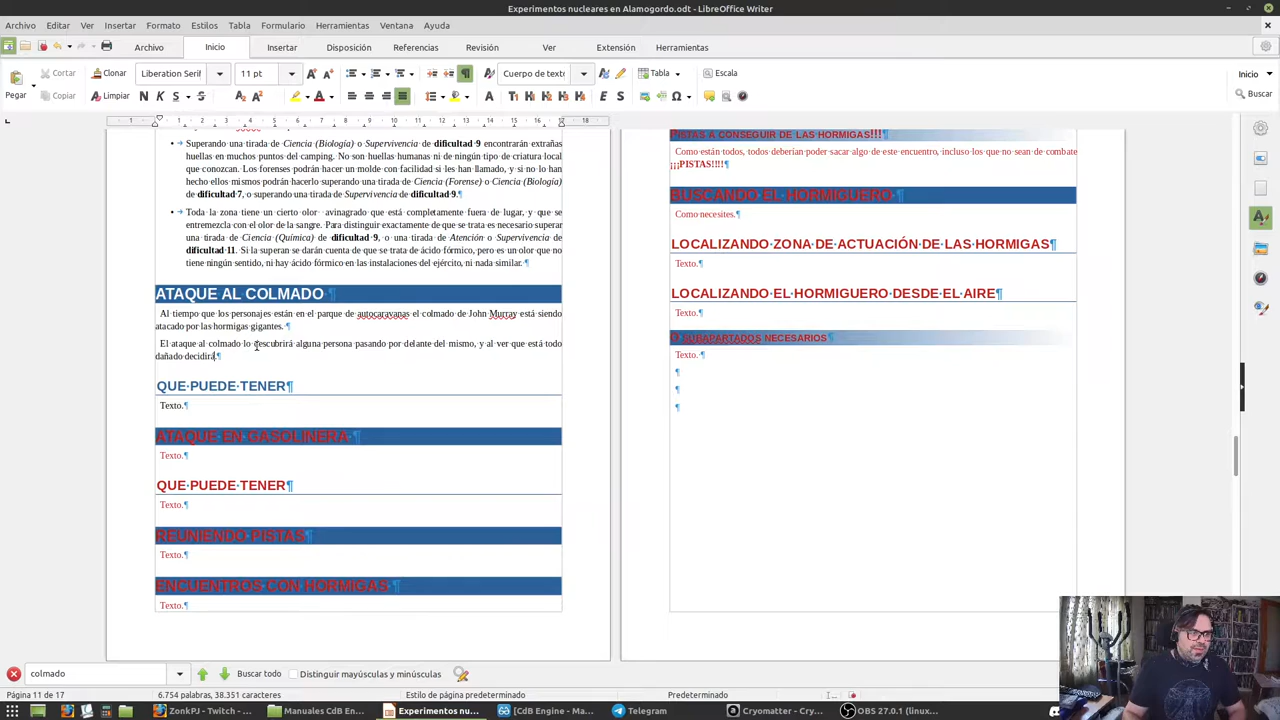 Experimentos nucleares en Alamogordo.odt - LibreOffice Writer
Archivo Editar Ver Insertar Formato Estilos Tabla Formulario Herramientas Ventana Ayuda
Archivo Inicio Insertar Disposición Referencias Revisión Ver Extensión Herramientas
Cortar Clonar Liberation Serif 11 pt Cuerpo de texto Tabla Escala Inicio
Pegar Copiar Limpiar Buscar
Superando una tirada de Ciencia (Biología) o Supervivencia de dificultad 9 encontrarán extrañas
huellas en muchos puntos del camping. No son huellas humanas ni de ningún tipo de criatura local
que conozcan. Los forenses podrán hacer un molde con facilidad si les han llamado, y si no lo han
hecho ellos mismos podrán hacerlo superando una tirada de Ciencia (Forense) o Ciencia (Biología)
de dificultad 7, o superando una tirada de Supervivencia de dificultad 9.¶
Toda la zona tiene un cierto olor avinagrado que está completamente fuera de lugar, y que se
entremezcla con el olor de la sangre. Para distinguir exactamente de que se trata es necesario superar
una tirada de Ciencia (Química) de dificultad 9, o una tirada de Atención o Supervivencia de
dificultad 11. Si la superan se darán cuenta de que se trata de ácido fórmico, pero es un olor que no
tiene ningún sentido, ni hay ácido fórmico en las instalaciones del ejército, ni nada similar. ¶
ATAQUE AL COLMADO ¶
Al tiempo que los personajes están en el parque de autocaravanas el colmado de John Murray está siendo
atacado por las hormigas gigantes. ¶
El ataque al colmado lo descubrirá alguna persona pasando por delante del mismo, y al ver que está todo
dañado decidirá¶
QUE·PUEDE·TENER¶
Texto.¶
ATAQUE EN GASOLINERA ¶
Texto.¶
QUE·PUEDE·TENER¶
Texto.¶
REUNIENDO PISTAS¶
Texto.¶
ENCUENTROS CON HORMIGAS ¶
Texto.¶
PISTAS A CONSEGUIR DE LAS HORMIGAS!!!¶
Como están todos, todos deberían poder sacar algo de este encuentro, incluso los que no sean de combate
¡¡¡PISTAS!!!!¶
BUSCANDO EL HORMIGUERO ¶
Como necesites.¶
LOCALIZANDO·ZONA·DE·ACTUACIÓN·DE·LAS·HORMIGAS¶
Texto.¶
LOCALIZANDO·EL·HORMIGUERO·DESDE·EL·AIRE¶
Texto.¶
O SUBAPARTADOS NECESARIOS¶
Texto. ¶
¶
¶
¶
colmado Buscar todo Distinguir mayúsculas y minúsculas
Página 11 de 17 6.754 palabras, 38.351 caracteres Estilo de página predeterminado Predeterminado
ZonkPJ - Twitch - ... Manuales CdB En... Experimentos nu... [CdB Engine - Ma... Telegram Cryomatter - Cry... OBS 27.0.1 (linux...